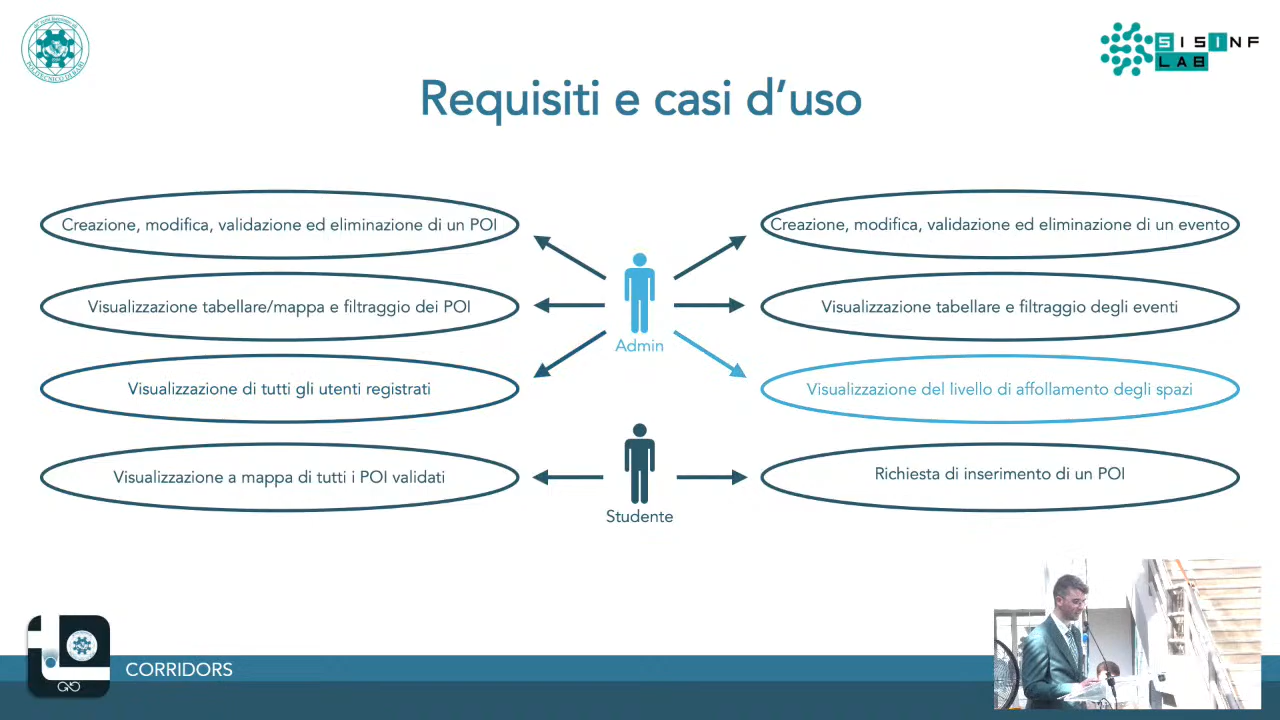 POLITECNICO DI BARI
SISINF
LAB
Requisiti e casi d'uso
Creazione, modifica, validazione ed eliminazione di un POI
Creazione, modifica, validazione ed eliminazione di un evento
Visualizzazione tabellare/mappa e filtraggio dei POI
Visualizzazione tabellare e filtraggio degli eventi
Admin
Visualizzazione di tutti gli utenti registrati
Visualizzazione del livello di affollamento degli spazi
Visualizzazione a mappa di tutti i POI validati
Richiesta di inserimento di un POI
Studente
CORRIDORS